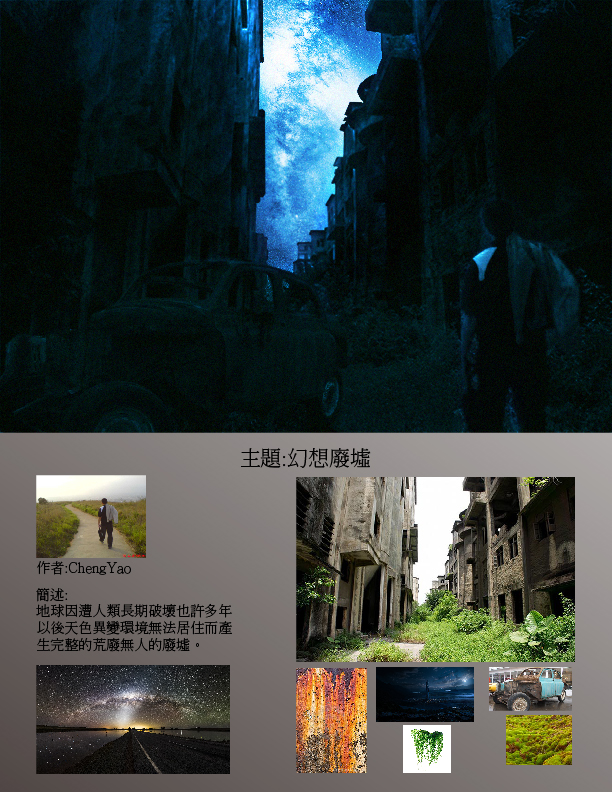 主題:幻想廢墟
作者:ChengYao
簡述:
地球因遭人類長期破壞也許多年
以後天色異變環境無法居住而產
生完整的荒廢無人的廢墟。